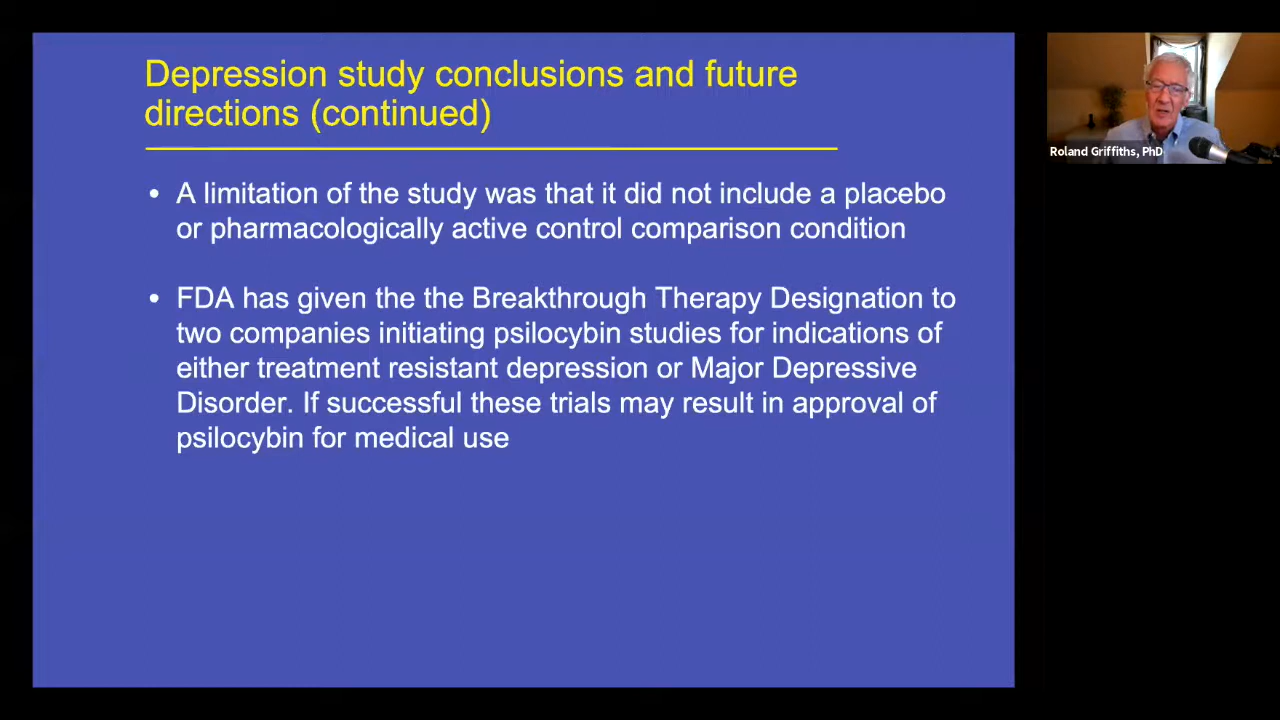 Depression study conclusions and future
directions (continued)
• A limitation of the study was that it did not include a placebo
or pharmacologically active control comparison condition
• FDA has given the the Breakthrough Therapy Designation to
two companies initiating psilocybin studies for indications of
either treatment resistant depression or Major Depressive
Disorder. If successful these trials may result in approval of
psilocybin for medical use
Roland Griffiths, PhD